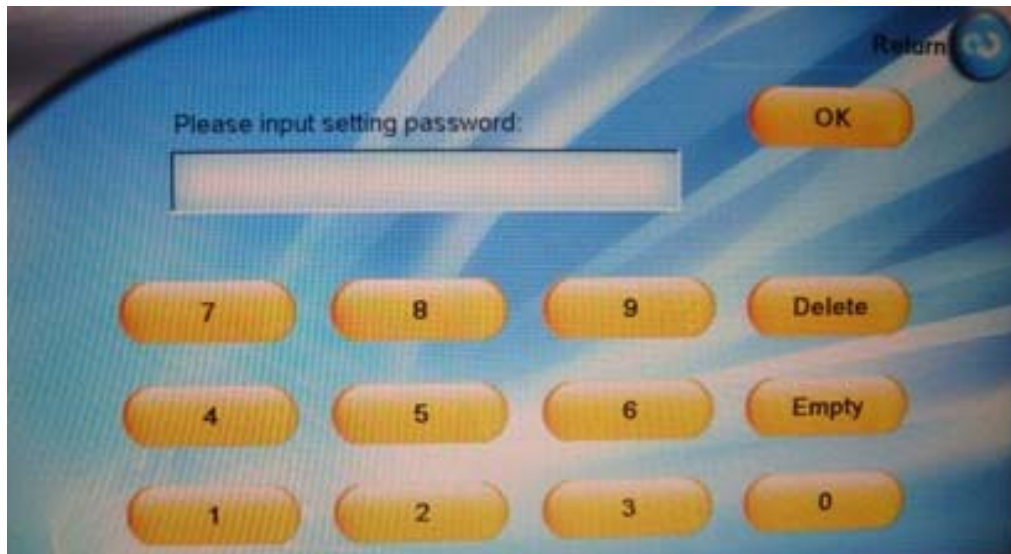 Return
OK
Please input setting password:
7 8 9 Delete
4 5 6 Empty
1 2 3 0